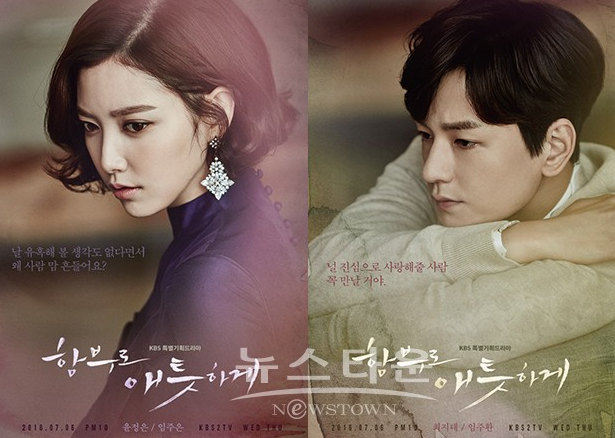 날 유혹해 볼 생각도 없다면서
왜 사람 맘 흔들어요?
KBS 특별기획드라마
함부로
애틋하게
2016.07.06 PM10
윤정은 / 임주은
KBS2TV WED THU
널 진심으로 사랑해줄 사람
꼭 만날 거야.
KBS 특별기획드라마
함부로
애틋하게
2016.07.06 PM10
최지태 / 임주환
KBS2TV WED THU
뉴스타운
NEWSTOWN